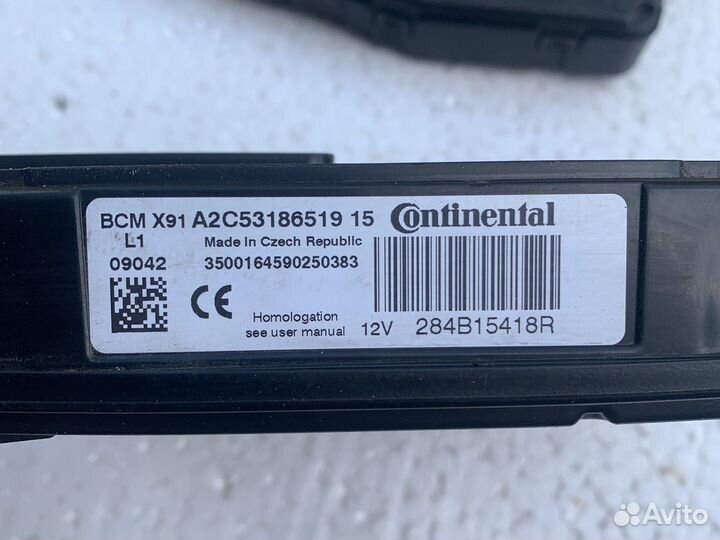 BCM X91 A2C53186519 15 Continental
L1 Made in Czech Republic
09042 3500164590250383
CE
Homologation
see user manual 12V 284B15418R
Avito